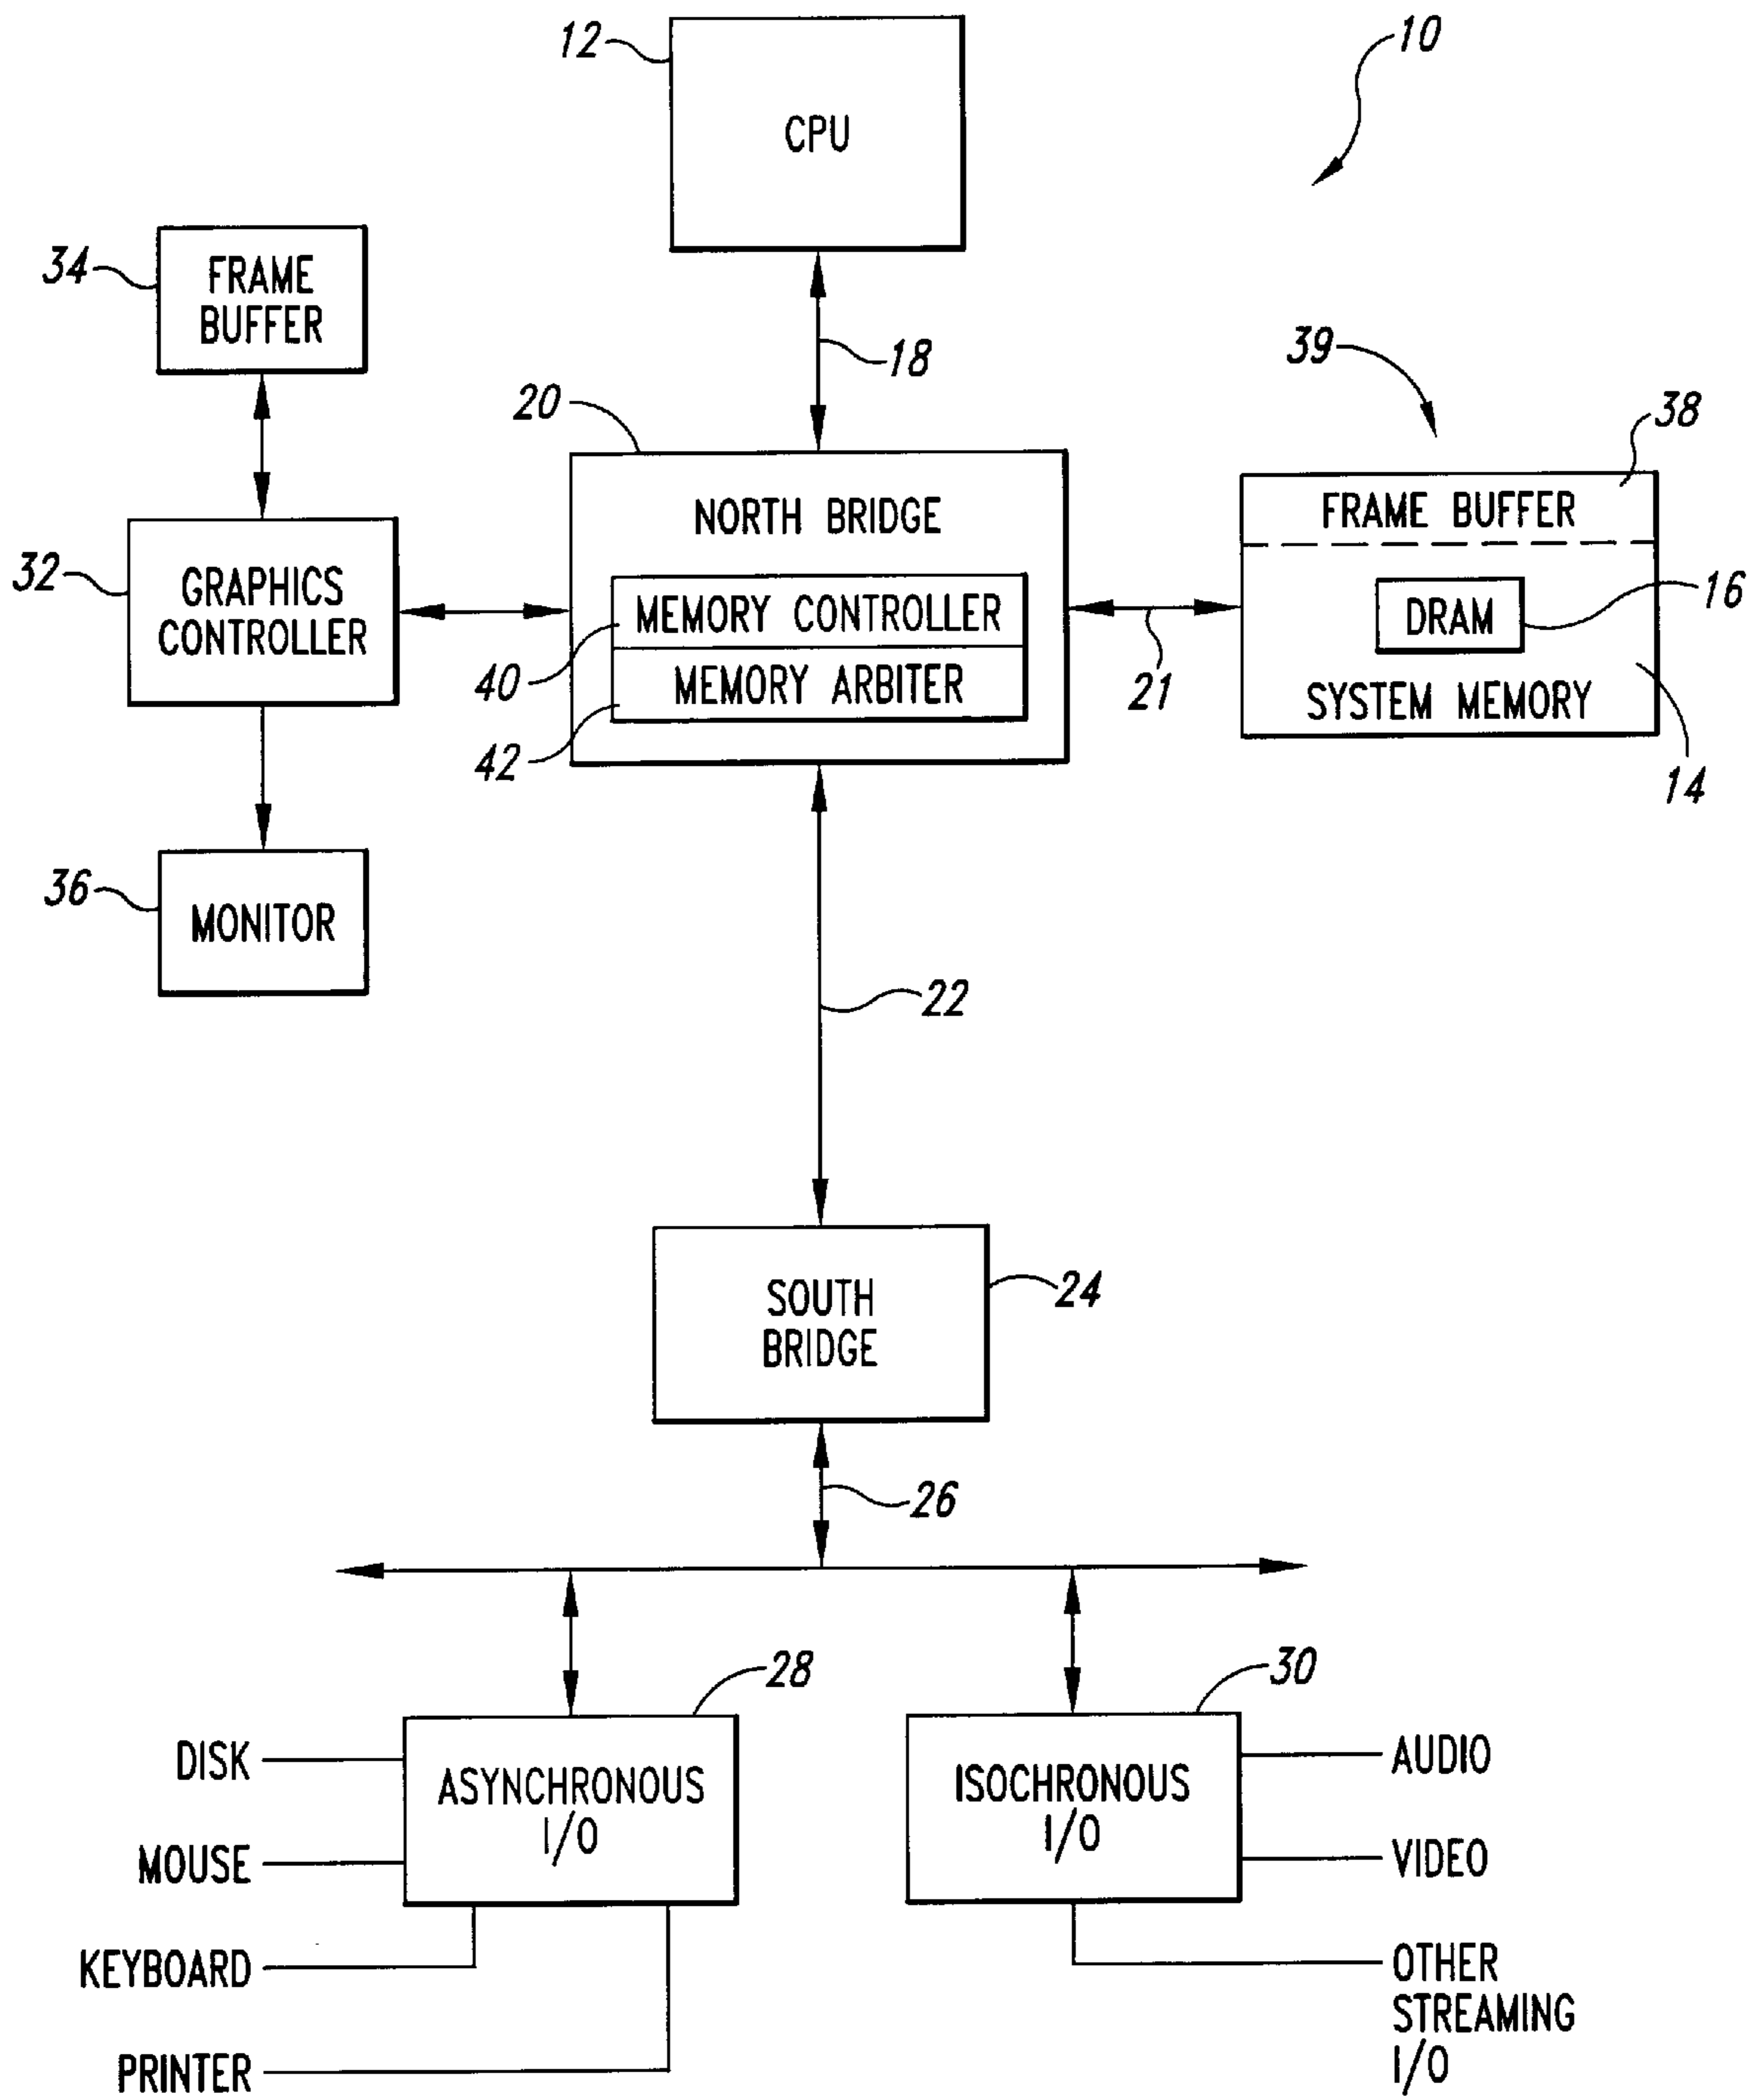 12
CPU
10
34
FRAME
BUFFER
18
39
20
38
NORTH BRIDGE
FRAME BUFFER
32
GRAPHICS
CONTROLLER
MEMORY CONTROLLER
DRAM
16
40
MEMORY ARBITER
21
SYSTEM MEMORY
42
14
36
MONITOR
22
SOUTH
BRIDGE
24
26
28
30
DISK
ASYNCHRONOUS
I/O
ISOCHRONOUS
I/O
AUDIO
MOUSE
VIDEO
KEYBOARD
OTHER
STREAMING
I/O
PRINTER